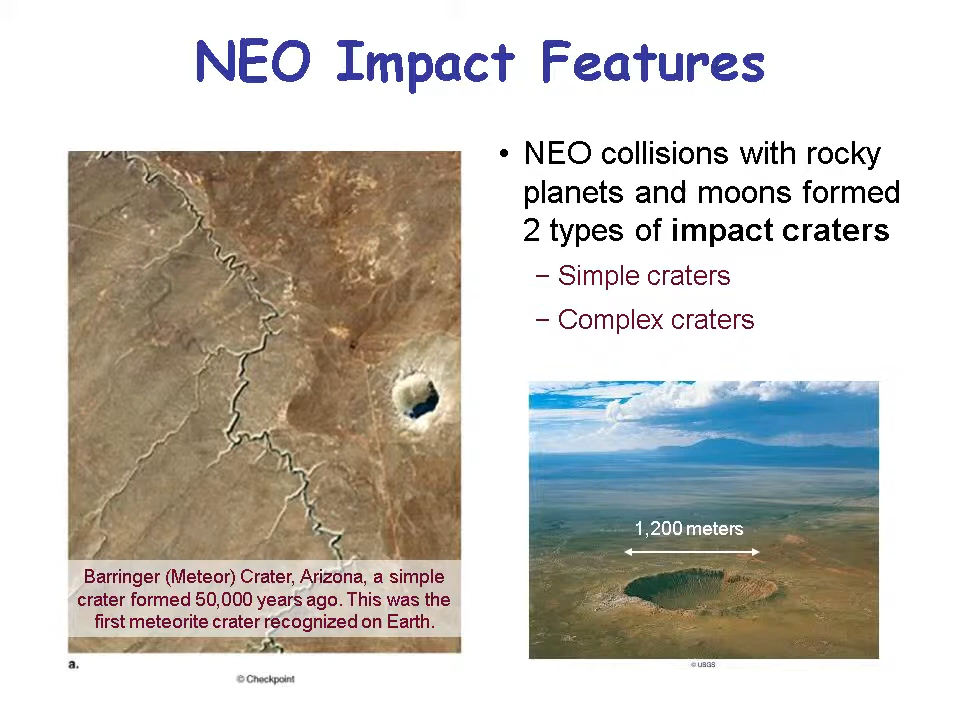 NEO Impact Features
• NEO collisions with rocky
planets and moons formed
2 types of impact craters
– Simple craters
– Complex craters
1,200 meters
Barringer (Meteor) Crater, Arizona, a simple
crater formed 50,000 years ago. This was the
first meteorite crater recognized on Earth.
a.
© Checkpoint
© USGS